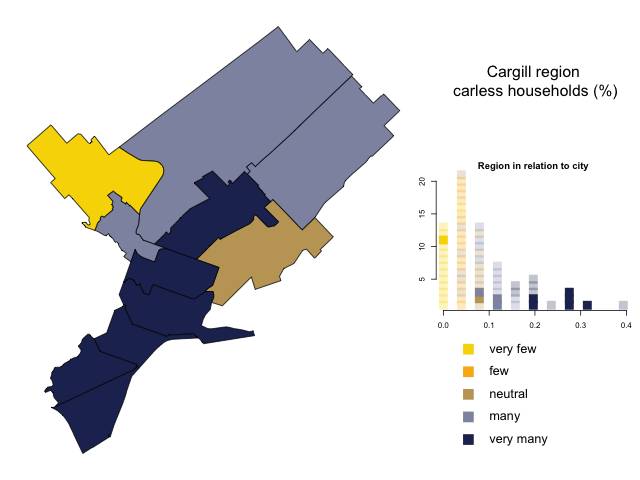 Cargill region
carless households (%)
Region in relation to city
20
15
10
5
0.0 0.1 0.2 0.3 0.4
very few
few
neutral
many
very many